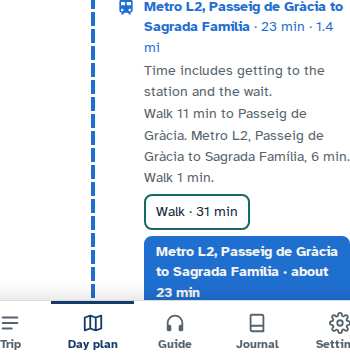 Metro L2, Passeig de Gràcia to
Sagrada Família · 23 min · 1.4
mi
Time includes getting to the
station and the wait.
Walk 11 min to Passeig de
Gràcia. Metro L2, Passeig de
Gràcia to Sagrada Família, 6 min.
Walk 1 min.
Walk · 31 min
Metro L2, Passeig de Gràcia
to Sagrada Família · about
23 min
Trip
Day plan
Guide
Journal